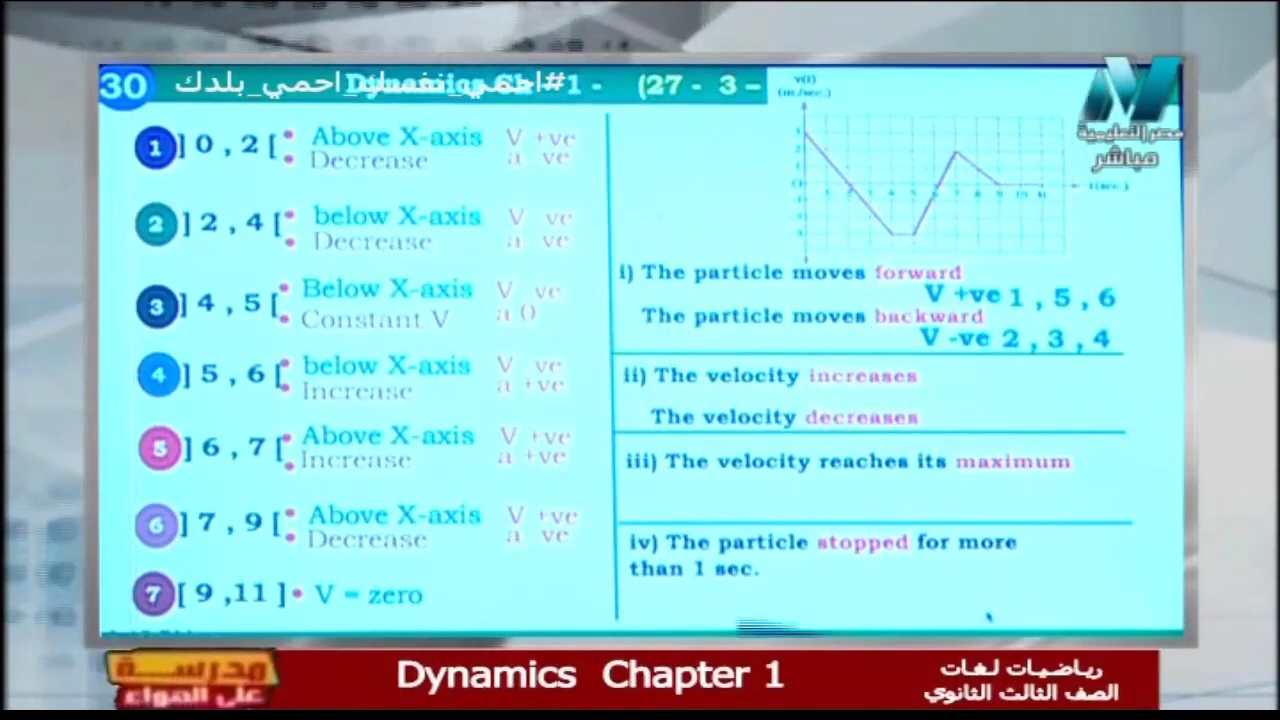 30
#احمي_نفسك_احمي_بلدك
1 - (27 - 3 -
1 ]0 , 2[ • Above X-axis V +ve
• Decrease a ve
2 ]2 , 4[ • below X-axis V ve
• Decrease a ve
3 ]4 , 5[ • Below X-axis V ve
• Constant V a 0
4 ]5 , 6[ • below X-axis V ve
• Increase a +ve
5 ]6 , 7[ • Above X-axis V +ve
• Increase a +ve
6 ]7 , 9[ • Above X-axis V +ve
• Decrease a ve
7 [ 9 ,11 ] • V = zero
v(t)
(m/sec.)
t(sec.)
i) The particle moves forward
V +ve 1 , 5 , 6
The particle moves backward
V -ve 2 , 3 , 4
ii) The velocity increases
The velocity decreases
iii) The velocity reaches its maximum
iv) The particle stopped for more
than 1 sec.
مصر التعليمية
مباشر
مدرسة
على الهواء
Dynamics Chapter 1
رياضيات لغات
الصف الثالث الثانوي